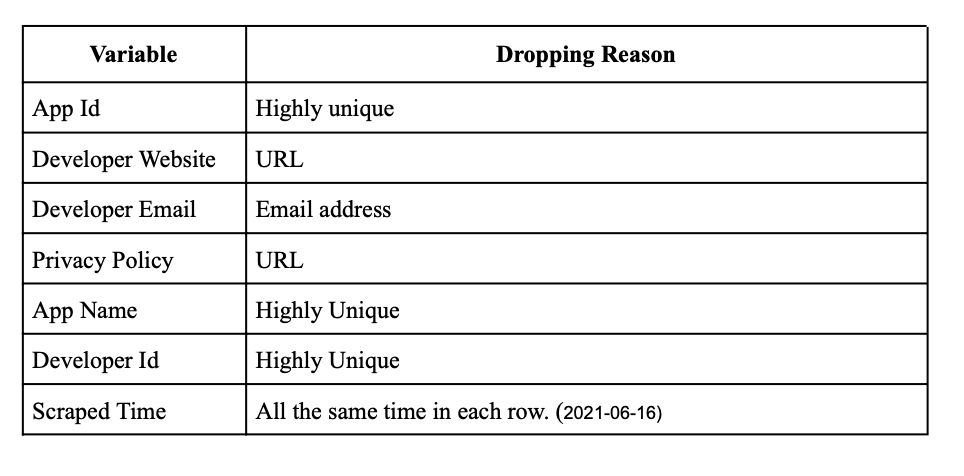 Variable Dropping Reason
App Id Highly unique
Developer Website URL
Developer Email Email address
Privacy Policy URL
App Name Highly Unique
Developer Id Highly Unique
Scraped Time All the same time in each row. (2021-06-16)